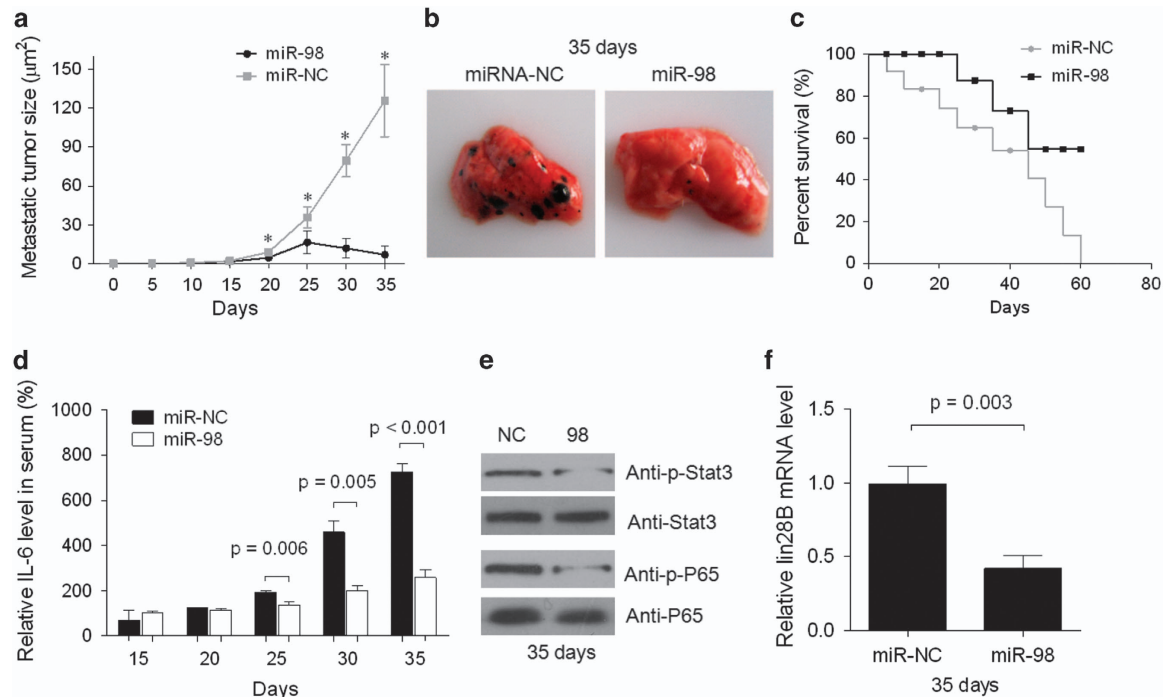 a
Metastatic tumor size (μm²)
150
120
90
60
30
0
miR-98
miR-NC
*
*
*
*
0 5 10 15 20 25 30 35
Days
b
35 days
miRNA-NC miR-98
c
Percent survival (%)
100
80
60
40
20
0
miR-NC
miR-98
0 20 40 60 80
Days
d
Relative IL-6 level in serum (%)
1000
800
600
400
200
0
miR-NC
miR-98
p = 0.006
p = 0.005
p < 0.001
15 20 25 30 35
Days
e
NC 98
Anti-p-Stat3
Anti-Stat3
Anti-p-P65
Anti-P65
35 days
f
Relative lin28B mRNA level
1.5
1.0
0.5
0.0
p = 0.003
miR-NC miR-98
35 days